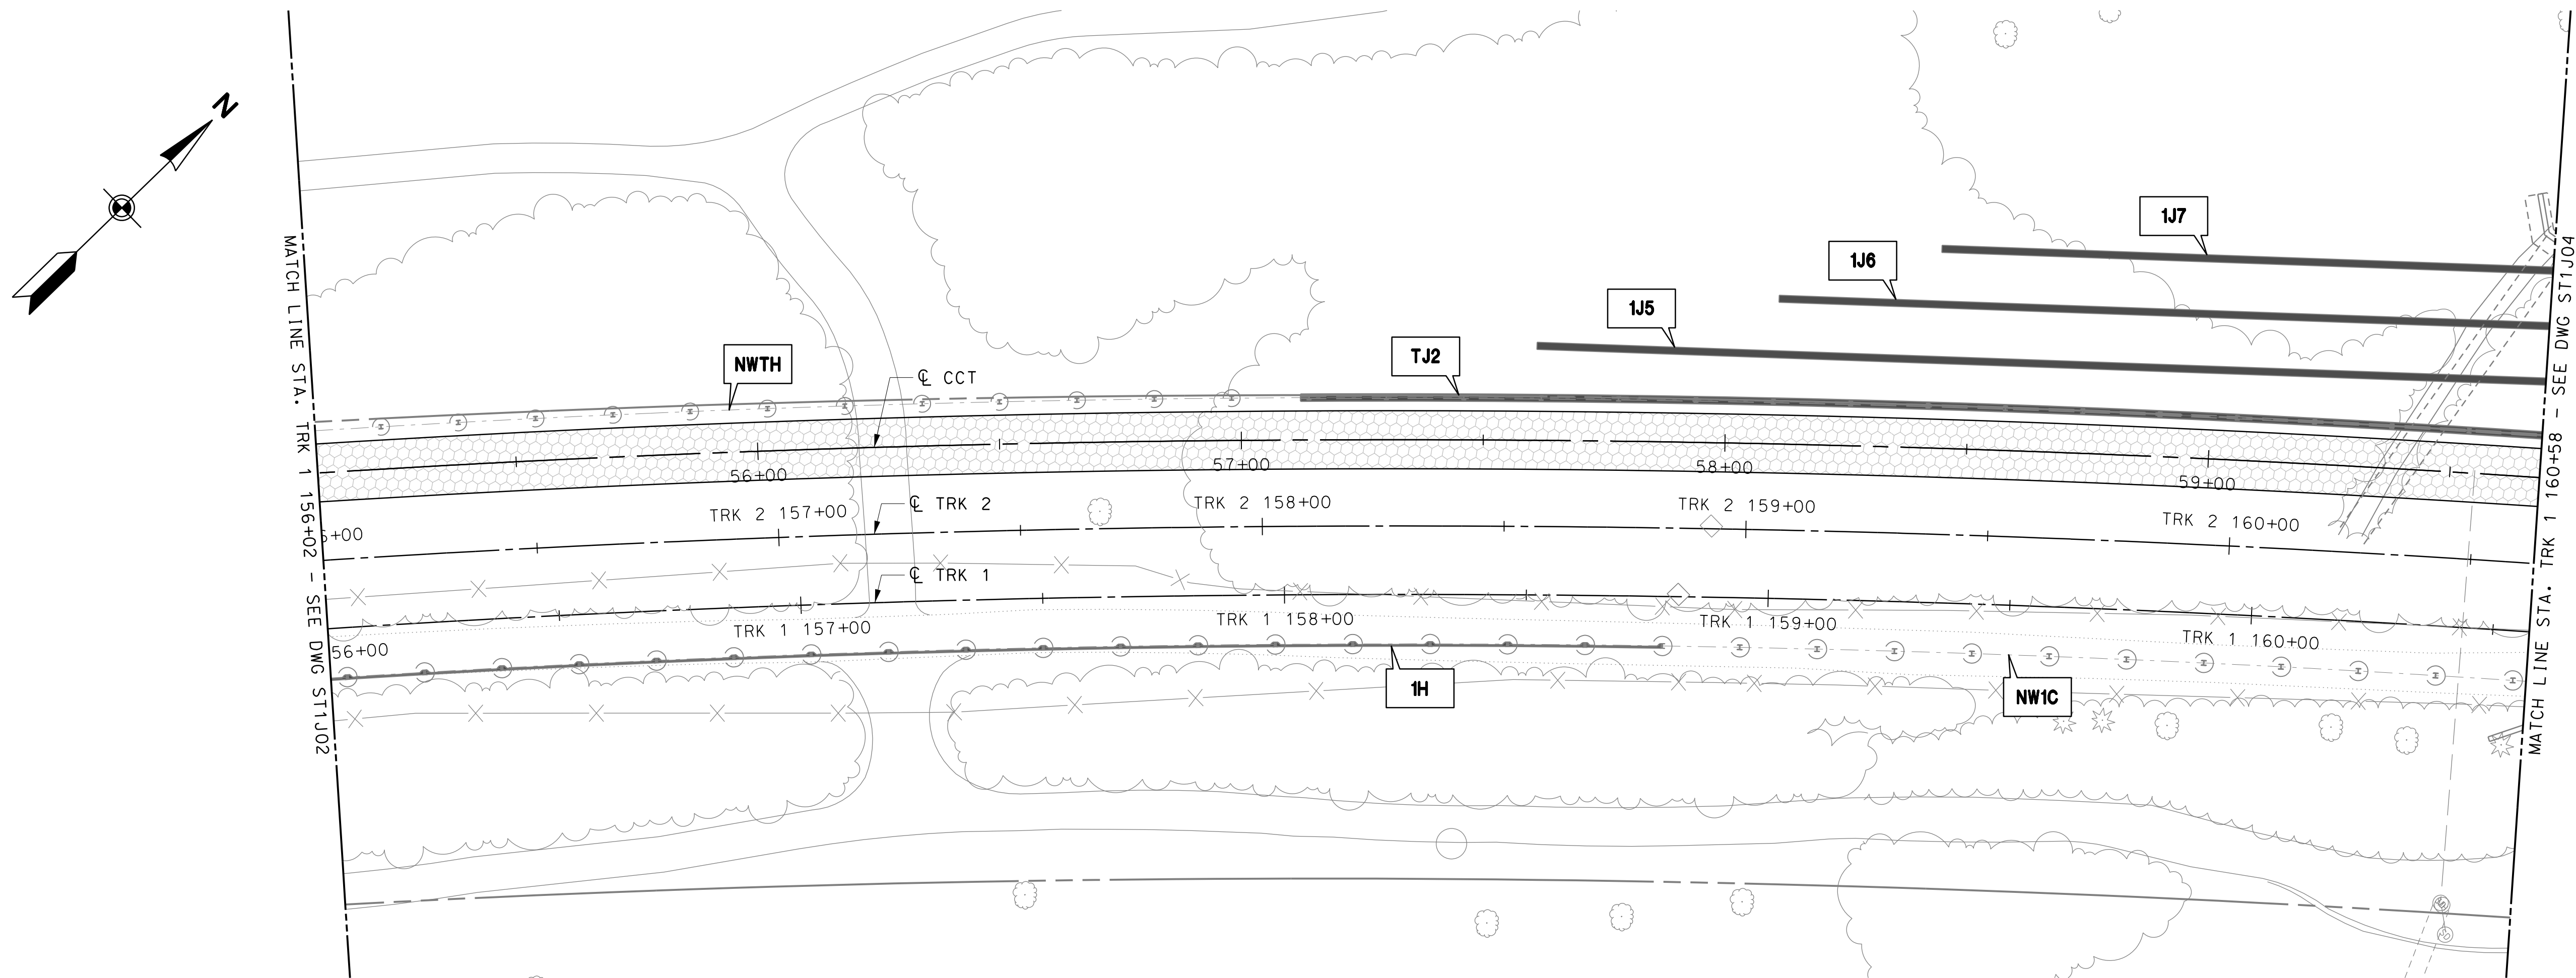 N
MATCH LINE STA. TRK 1 156+02 - SEE DWG ST1J02
1J7
1J6
1J5
TJ2
NWTH
℄ CCT
56+00
57+00
58+00
59+00
℄ TRK 2
TRK 2 157+00
TRK 2 158+00
TRK 2 159+00
TRK 2 160+00
5+00
℄ TRK 1
TRK 1 157+00
TRK 1 158+00
TRK 1 159+00
TRK 1 160+00
56+00
1H
NW1C
MATCH LINE STA. TRK 1 160+58 - SEE DWG ST1J04